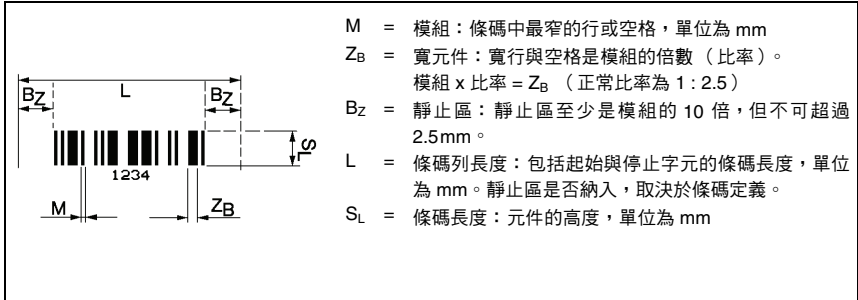 L
BZ
BZ
SL
1234
M
ZB
M = 模組：條碼中最窄的行或空格，單位為 mm
ZB = 寬元件：寬行與空格是模組的倍數（比率）。
模組 x 比率 = ZB （正常比率為 1 : 2.5）
BZ = 靜止區：靜止區至少是模組的 10 倍，但不可超過
2.5mm。
L = 條碼列長度：包括起始與停止字元的條碼長度，單位
為 mm。靜止區是否納入，取決於條碼定義。
SL = 條碼長度：元件的高度，單位為 mm